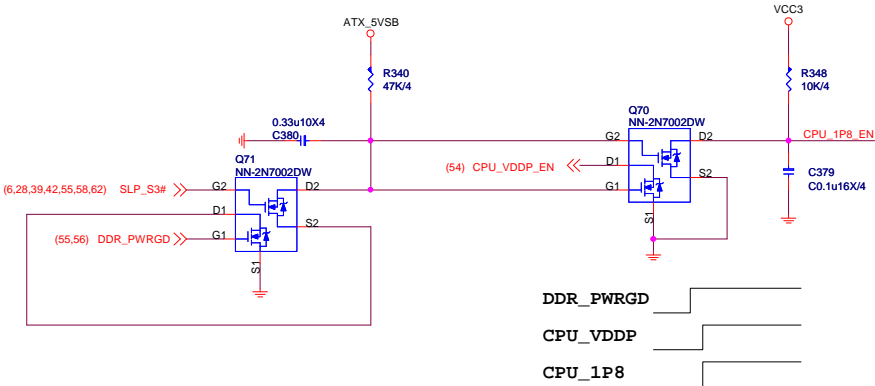 ATX_5VSB
VCC3
R340
47K/4
R348
10K/4
0.33u10X4
C380
Q70
NN-2N7002DW
G2
D2
CPU_1P8_EN
Q71
NN-2N7002DW
(54) CPU_VDDP_EN
D1
S2
C379
C0.1u16X/4
(6,28,39,42,55,58,62) SLP_S3#
G2
D2
G1
D1
S2
S1
(55,56) DDR_PWRGD
G1
S1
DDR_PWRGD
CPU_VDDP
CPU_1P8